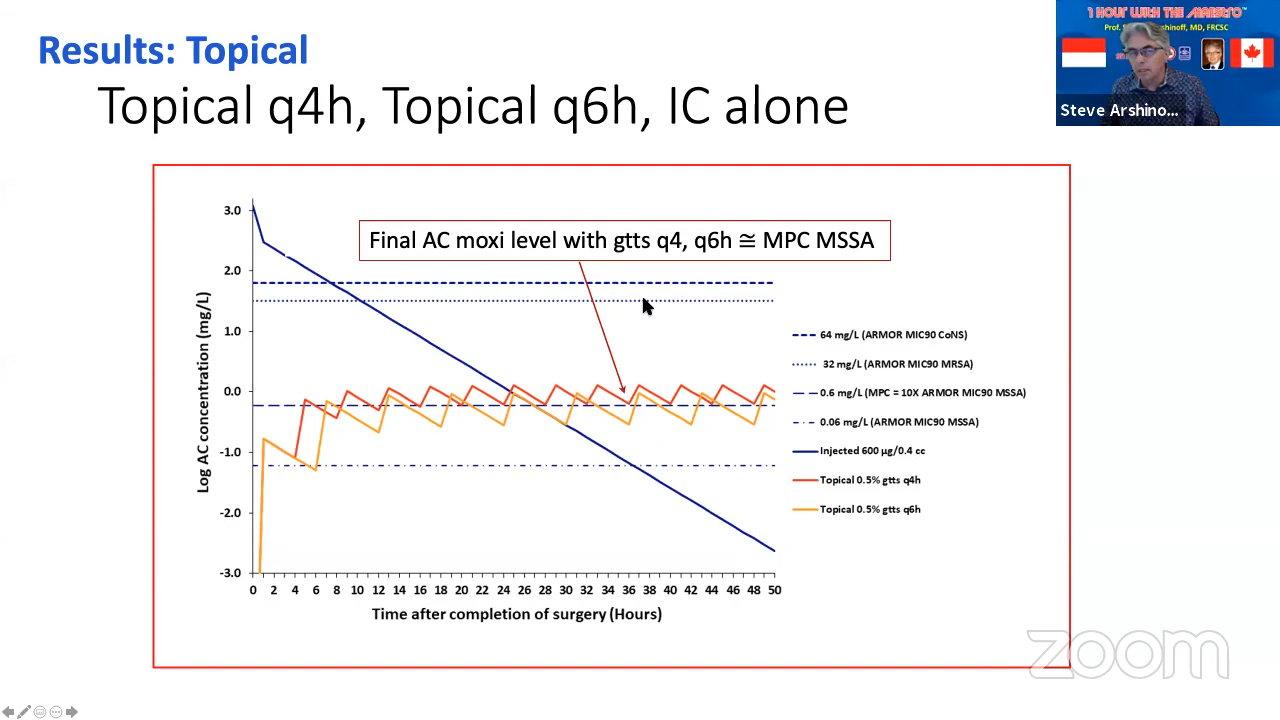 Results: Topical
Topical q4h, Topical q6h, IC alone
1 HOUR WITH THE MAESTRO™
Prof. shinoff, MD, FRCSC
Steve Arshino...
Final AC moxi level with gtts q4, q6h ≅ MPC MSSA
Log AC concentration (mg/L)
3.0
2.0
1.0
0.0
-1.0
-2.0
-3.0
0 2 4 6 8 10 12 14 16 18 20 22 24 26 28 30 32 34 36 38 40 42 44 46 48 50
Time after completion of surgery (Hours)
64 mg/L (ARMOR MIC90 CoNS)
32 mg/L (ARMOR MIC90 MRSA)
0.6 mg/L (MPC = 10X ARMOR MIC90 MSSA)
0.06 mg/L (ARMOR MIC90 MSSA)
Injected 600 µg/0.4 cc
Topical 0.5% gtts q4h
Topical 0.5% gtts q6h
zoom